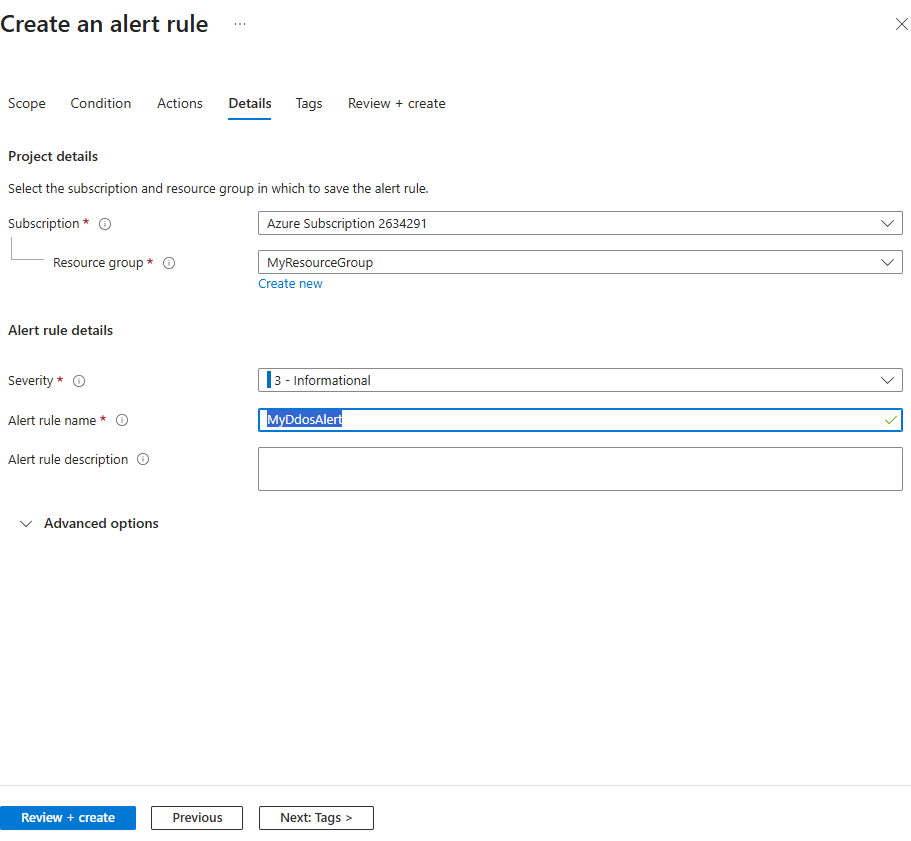 Create an alert rule ...
Scope Condition Actions Details Tags Review + create
Project details
Select the subscription and resource group in which to save the alert rule.
Subscription * Azure Subscription 2634291
Resource group * MyResourceGroup
Create new
Alert rule details
Severity * 3 - Informational
Alert rule name * MyDdosAlert
Alert rule description
Advanced options
Review + create Previous Next: Tags >